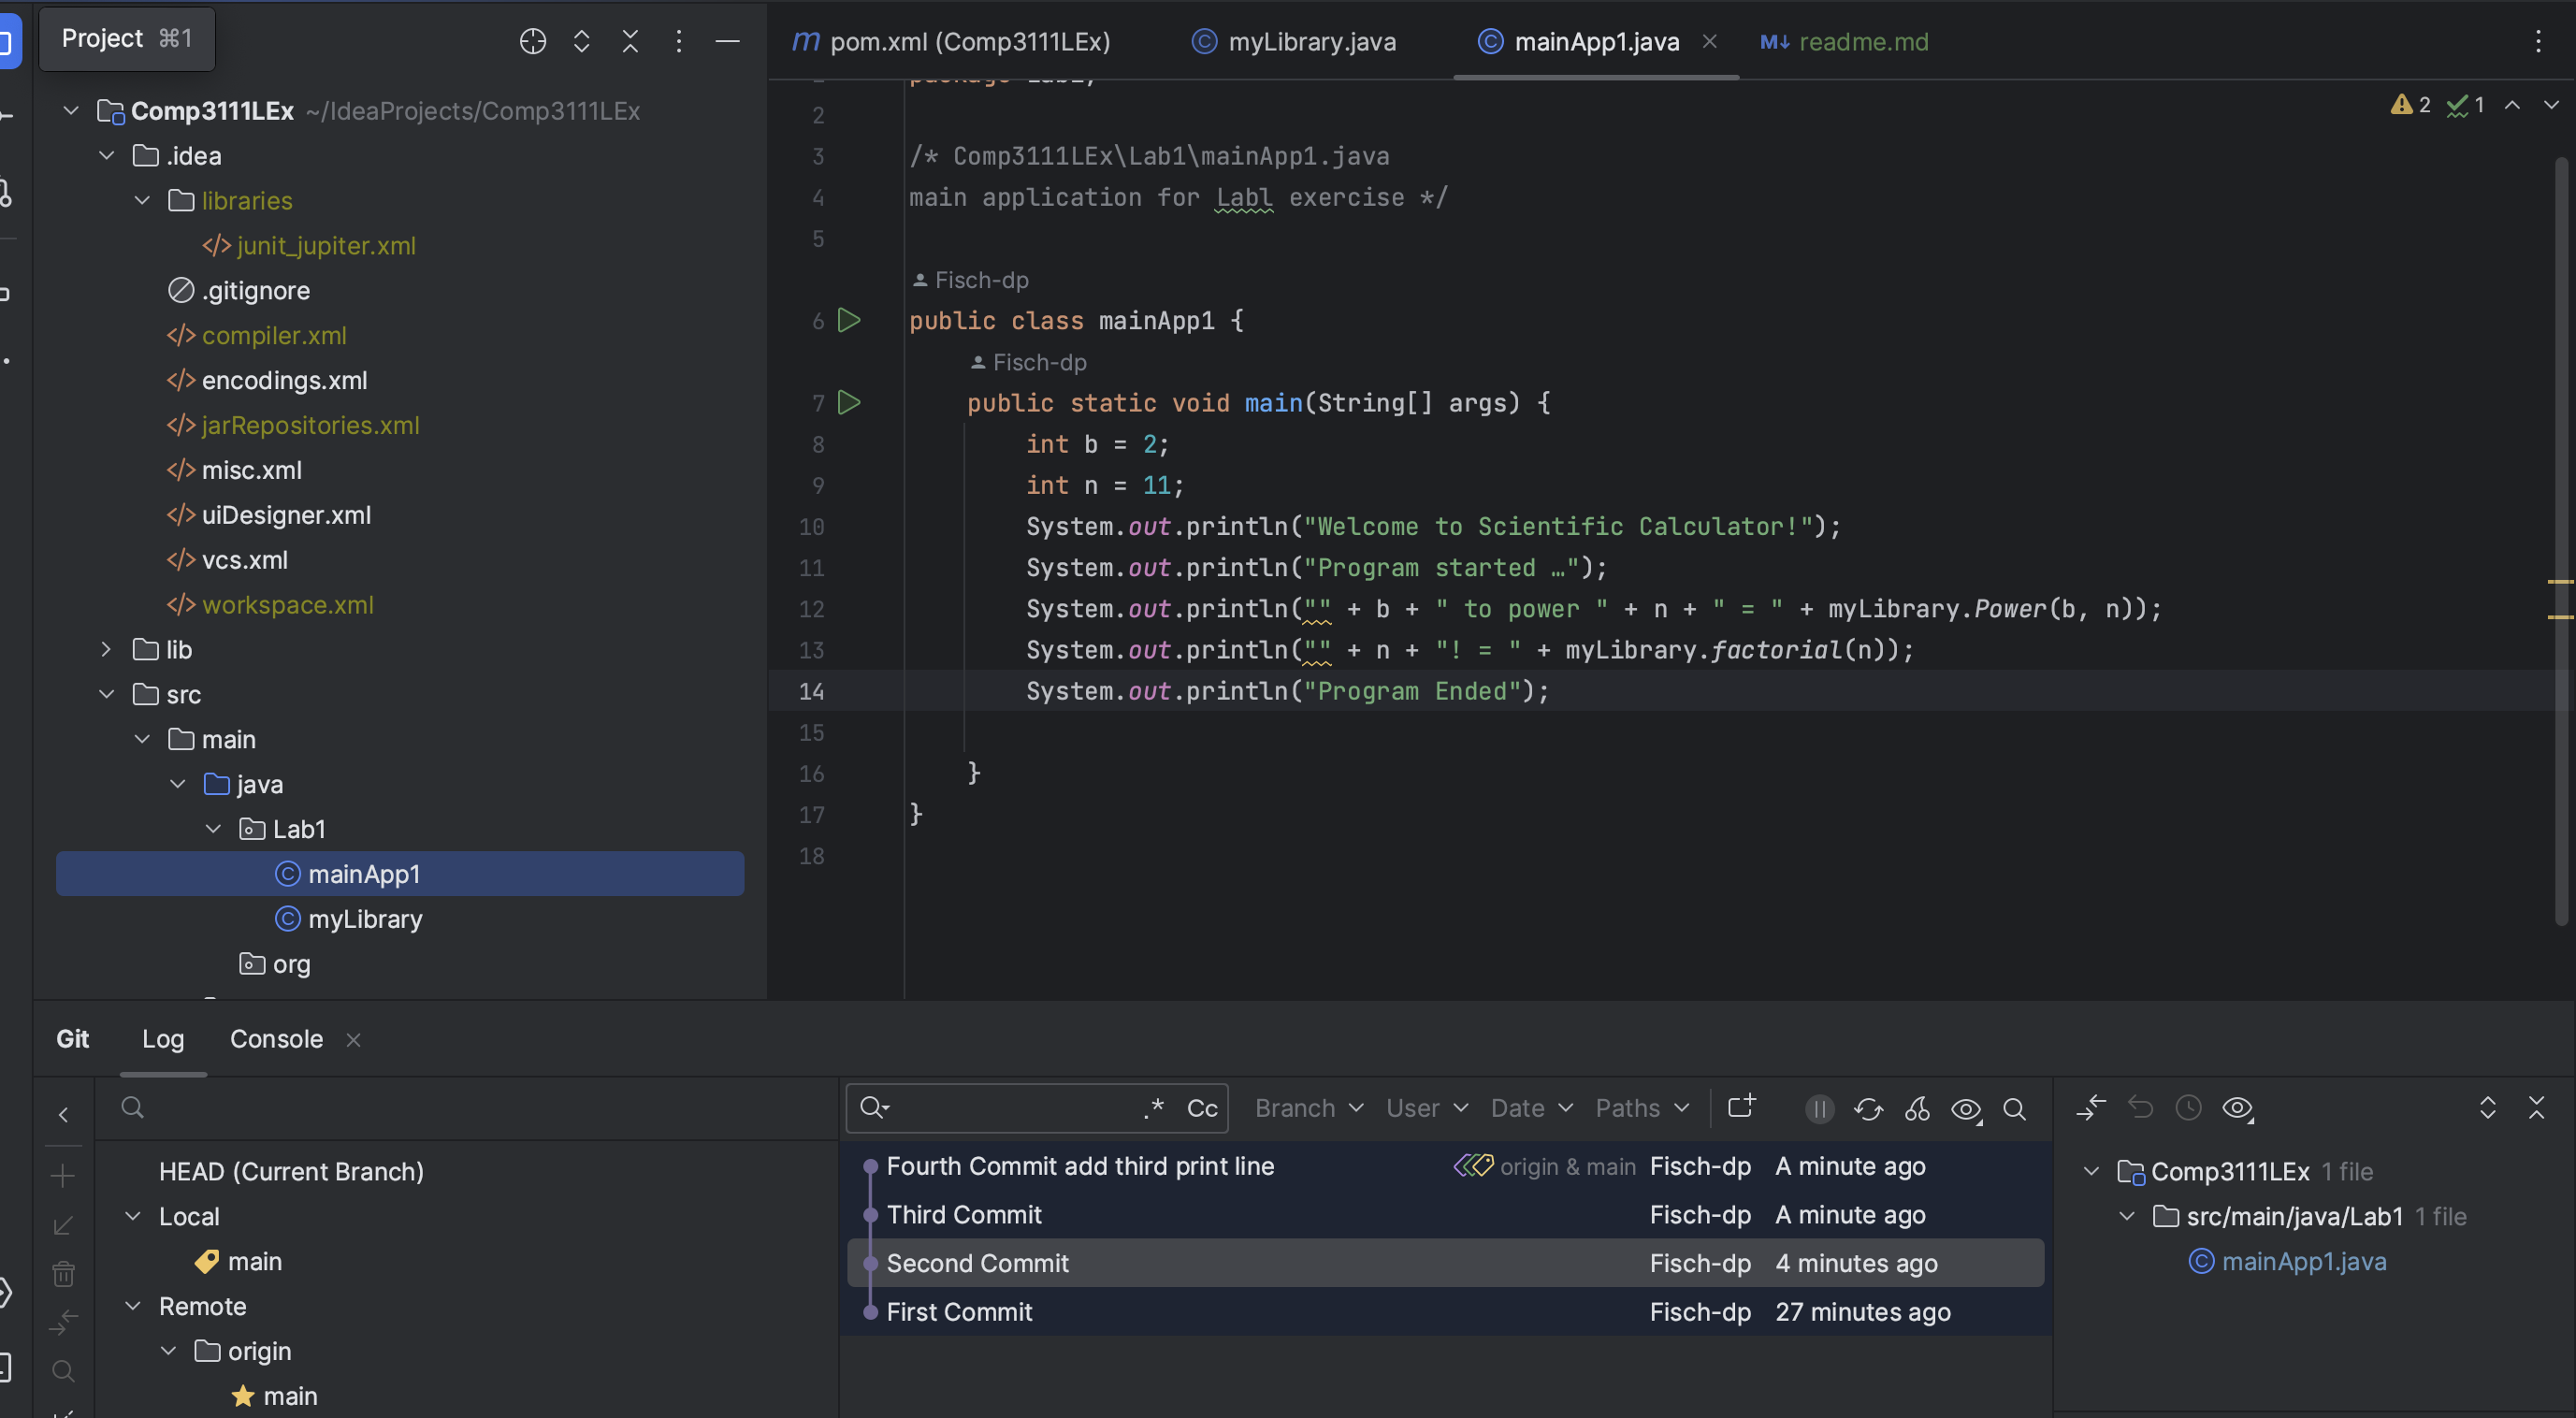 Project ⌘1
Comp3111LEx ~/IdeaProjects/Comp3111LEx
.idea
libraries
junit_jupiter.xml
.gitignore
compiler.xml
encodings.xml
jarRepositories.xml
misc.xml
uiDesigner.xml
vcs.xml
workspace.xml
lib
src
main
java
Lab1
mainApp1
myLibrary
org
pom.xml (Comp3111LEx) myLibrary.java mainApp1.java readme.md
2 1
2
3 /* Comp3111LEx\Lab1\mainApp1.java
4 main application for Labl exercise */
5
Fisch-dp
6 public class mainApp1 {
Fisch-dp
7 public static void main(String[] args) {
8 int b = 2;
9 int n = 11;
10 System.out.println("Welcome to Scientific Calculator!");
11 System.out.println("Program started …");
12 System.out.println("" + b + " to power " + n + " = " + myLibrary.Power(b, n));
13 System.out.println("" + n + "! = " + myLibrary.factorial(n));
14 System.out.println("Program Ended");
15
16 }
17 }
18
Git Log Console
.* Cc Branch User Date Paths
HEAD (Current Branch)
Local
main
Remote
origin
main
Fourth Commit add third print line origin & main Fisch-dp A minute ago
Third Commit Fisch-dp A minute ago
Second Commit Fisch-dp 4 minutes ago
First Commit Fisch-dp 27 minutes ago
Comp3111LEx 1 file
src/main/java/Lab1 1 file
mainApp1.java